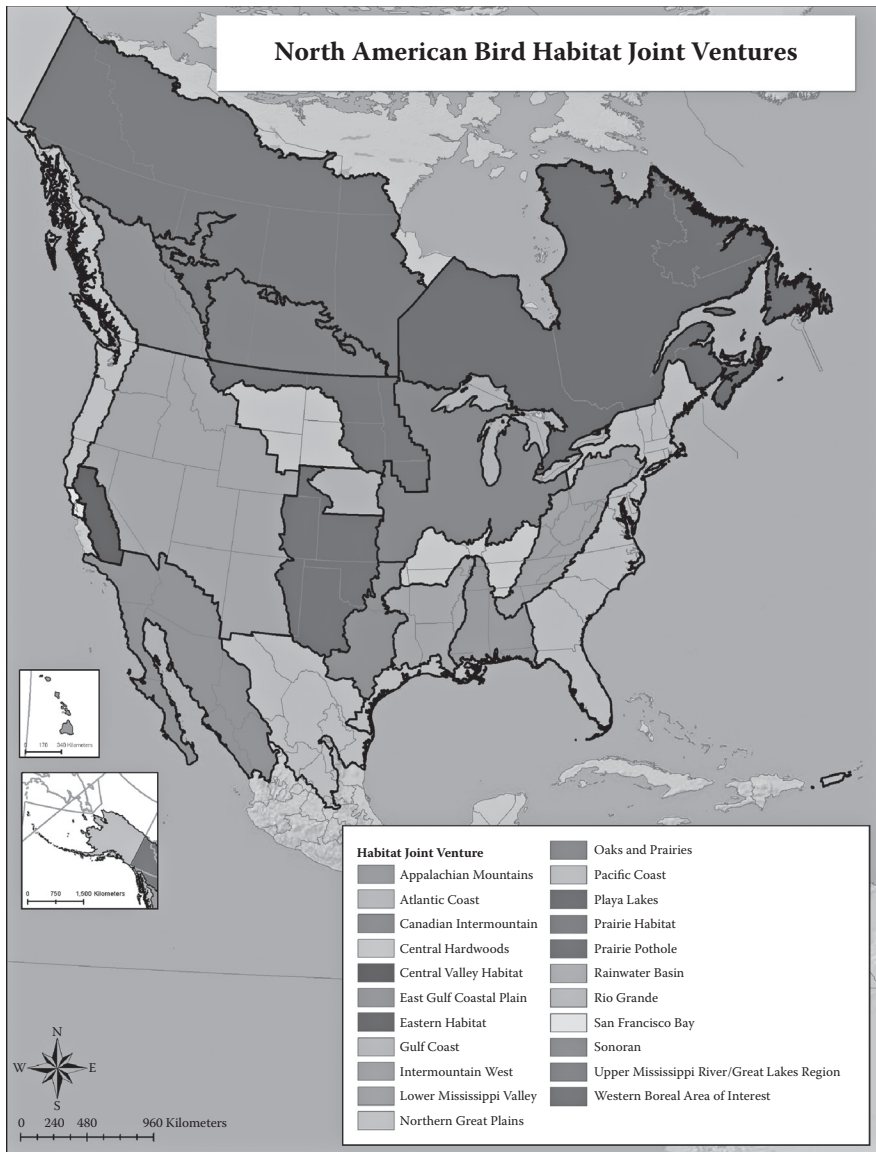 North American Bird Habitat Joint Ventures
0 170 340 Kilometers
0 750 1,500 Kilometers
Habitat Joint Venture
Appalachian Mountains
Atlantic Coast
Canadian Intermountain
Central Hardwoods
Central Valley Habitat
East Gulf Coastal Plain
Eastern Habitat
Gulf Coast
Intermountain West
Lower Mississippi Valley
Northern Great Plains
Oaks and Prairies
Pacific Coast
Playa Lakes
Prairie Habitat
Prairie Pothole
Rainwater Basin
Rio Grande
San Francisco Bay
Sonoran
Upper Mississippi River/Great Lakes Region
Western Boreal Area of Interest
N
W E
S
0 240 480 960 Kilometers